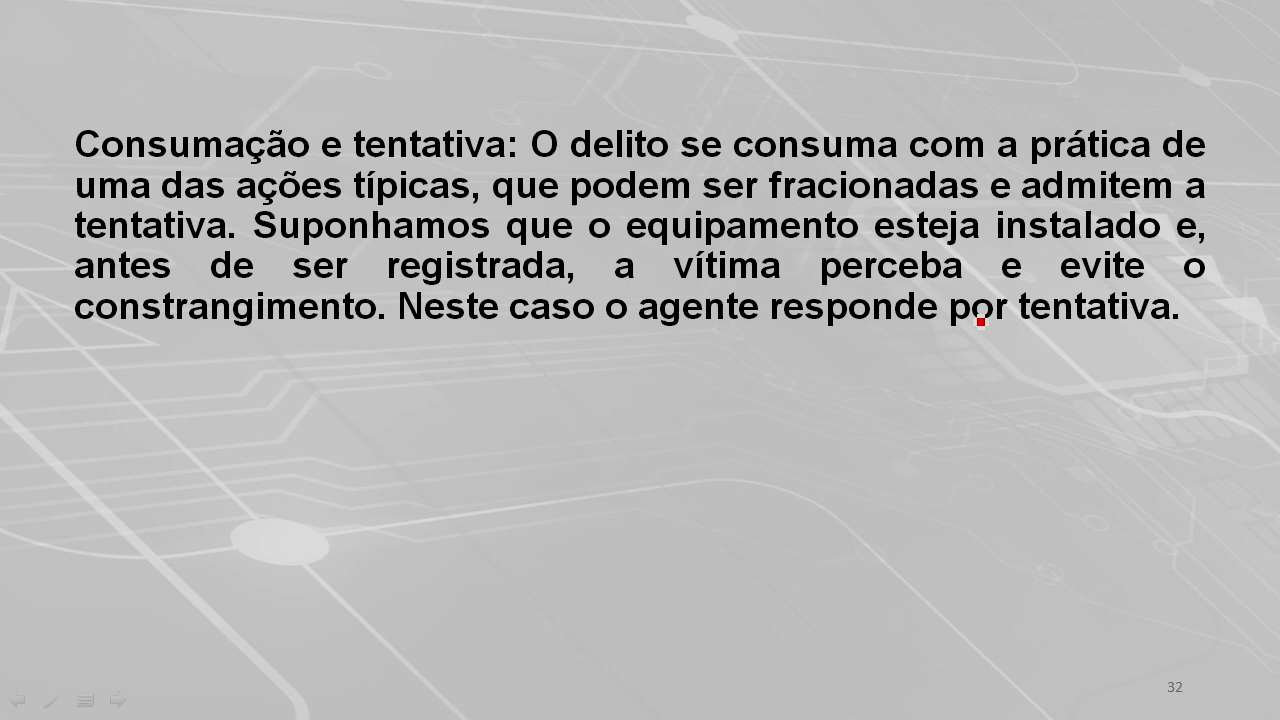 Consumação e tentativa: O delito se consuma com a prática de
uma das ações típicas, que podem ser fracionadas e admitem a
tentativa. Suponhamos que o equipamento esteja instalado e,
antes de ser registrada, a vítima perceba e evite o
constrangimento. Neste caso o agente responde por tentativa.
32